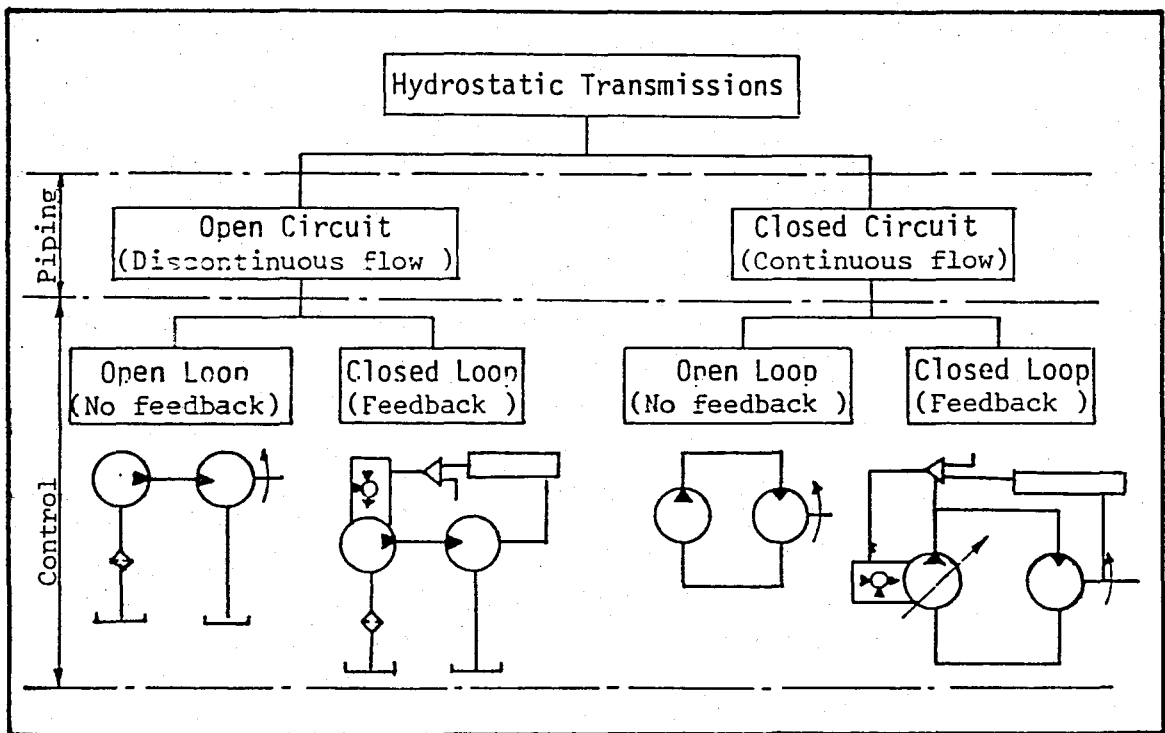 Hydrostatic Transmissions
Piping
Open Circuit
(Discontinuous flow )
Closed Circuit
(Continuous flow)
Control
Open Loop
(No feedback)
Closed Loop
(Feedback )
Open Loop
(No feedback )
Closed Loop
(Feedback )